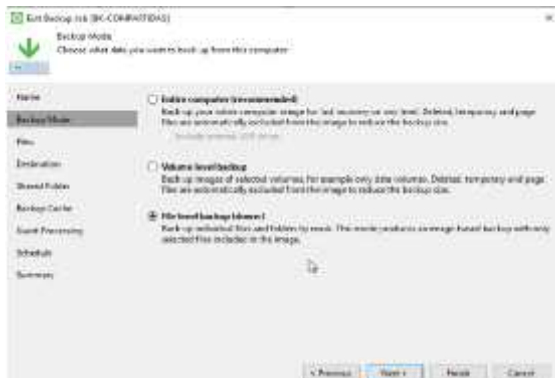 Edit Backup Job [BK-COMPARTIDAS]
Backup Mode
Choose what data you want to back up from this computer
Name
Backup Mode
Files
Destination
Shared Folder
Backup Cache
Guest Processing
Schedule
Summary
Entire computer (recommended)
Back up your entire computer image for fast recovery on any level. Deleted, temporary and page
files are automatically excluded from the image to reduce the backup size.
Include external USB drives
Volume level backup
Back up images of selected volumes, for example only data volumes. Deleted, temporary and page
files are automatically excluded from the image to reduce the backup size.
File level backup (slower)
Back up individual files and folders by mask. This mode produces an image-based backup with only
selected files included in the image.
< Previous
Next >
Finish
Cancel